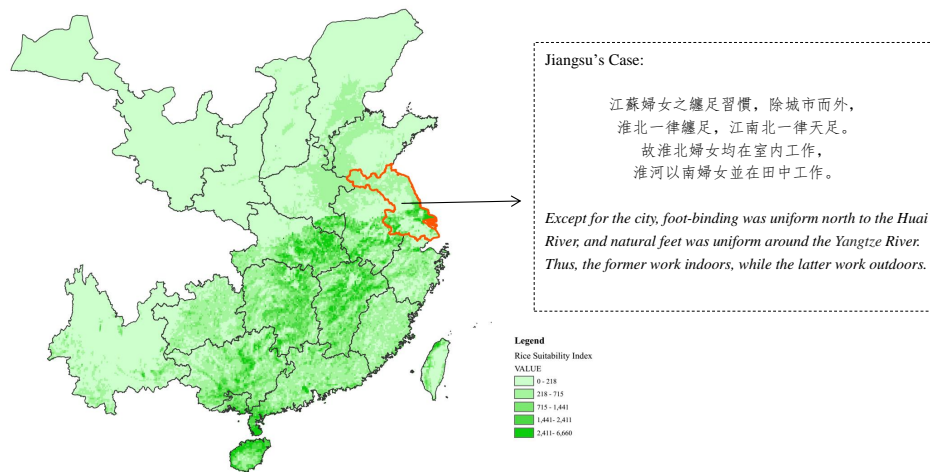 Jiangsu's Case:
江蘇婦女之纏足習慣，除城市而外，
淮北一律纏足，江南北一律天足。
故淮北婦女均在室内工作，
淮河以南婦女並在田中工作。
Except for the city, foot-binding was uniform north to the Huai
River, and natural feet was uniform around the Yangtze River.
Thus, the former work indoors, while the latter work outdoors.
Legend
Rice Suitability Index
VALUE
0 - 218
218 - 715
715 - 1,441
1,441- 2,411
2,411- 6,660